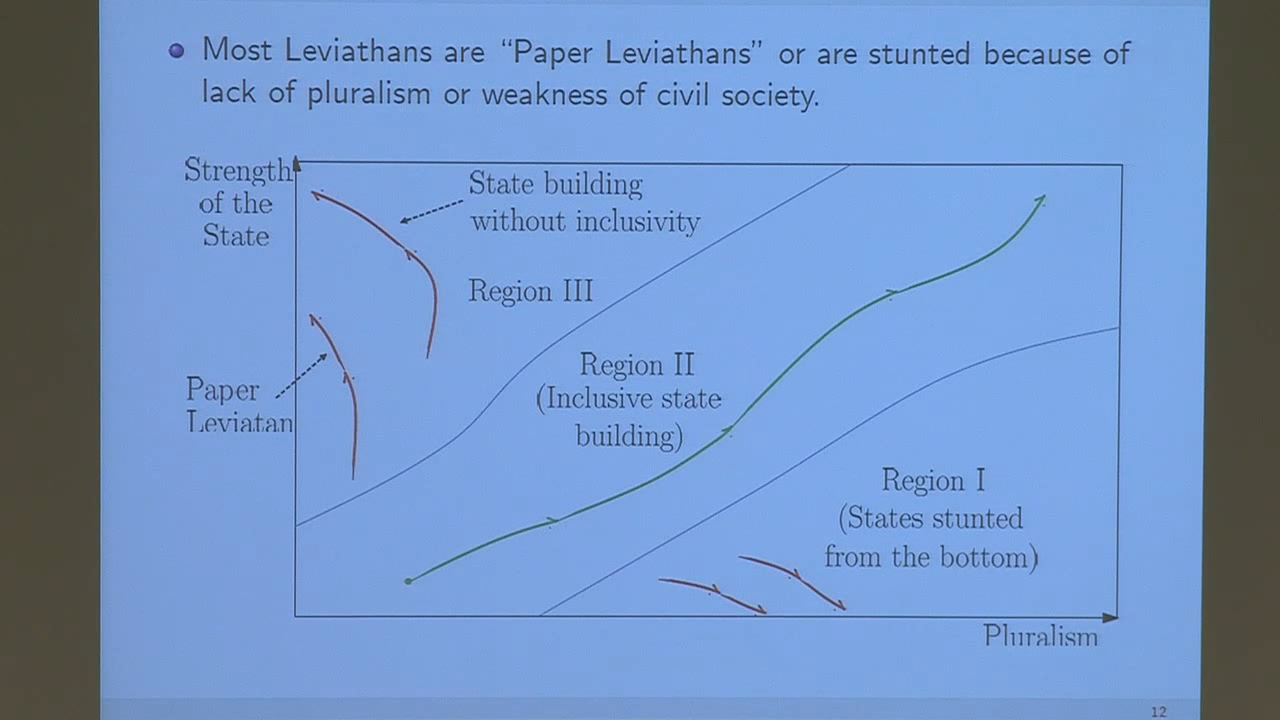 Most Leviathans are “Paper Leviathans” or are stunted because of
lack of pluralism or weakness of civil society.
Strength
of the
State
State building
without inclusivity
Region III
Paper
Leviatan
Region II
(Inclusive state
building)
Region I
(States stunted
from the bottom)
Pluralism
12